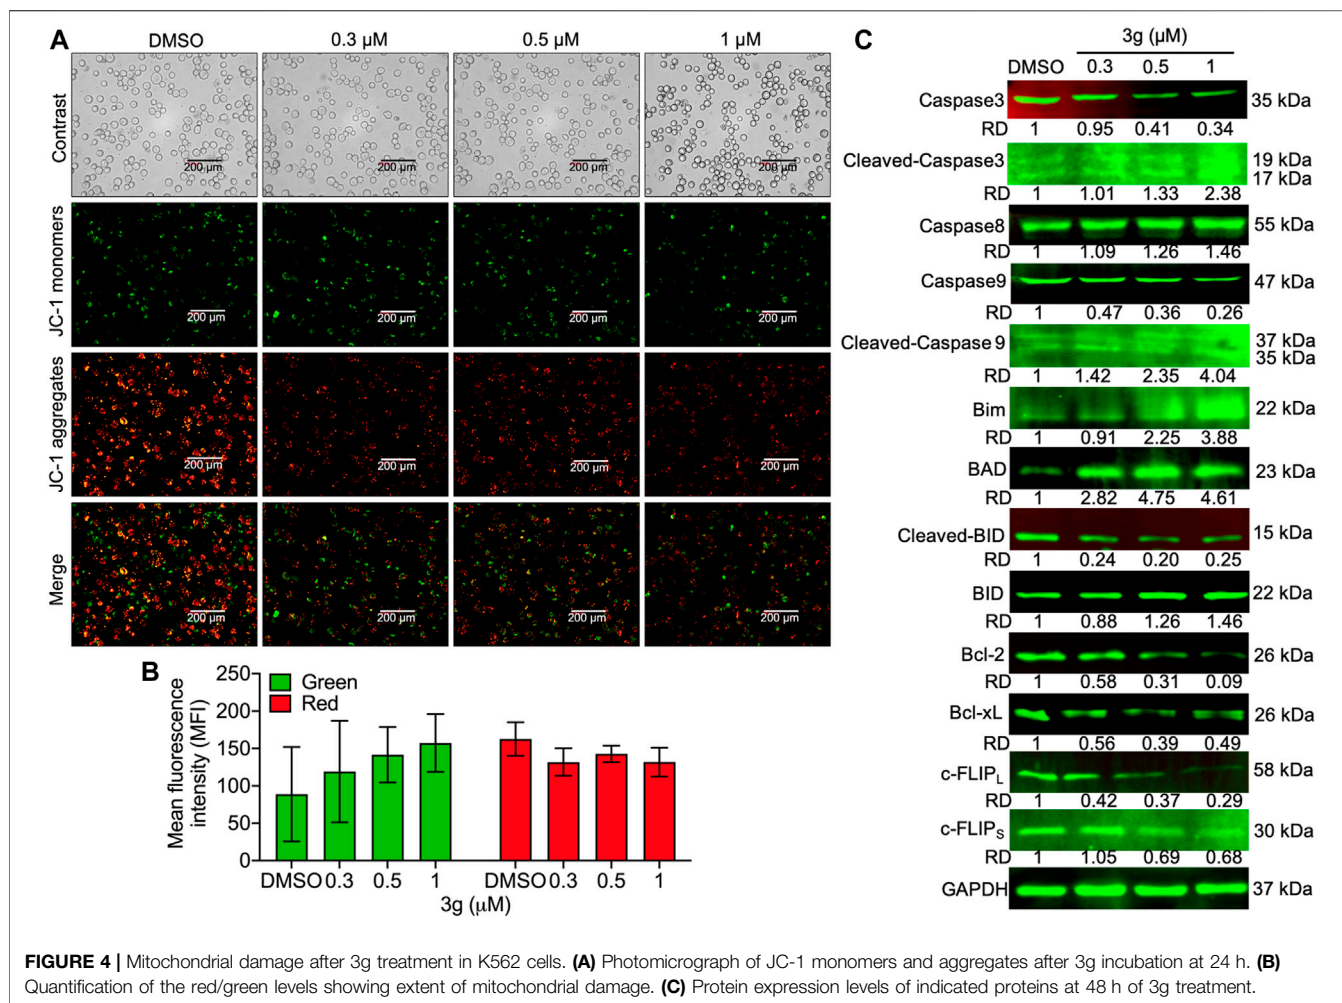 A
DMSO 0.3 µM 0.5 µM 1 µM
Contrast
200 µm 200 µm 200 µm 200 µm
JC-1 monomers
200 µm 200 µm 200 µm 200 µm
JC-1 aggregates
200 µm 200 µm 200 µm 200 µm
Merge
200 µm 200 µm 200 µm 200 µm
B
Mean fluorescence
intensity (MFI)
250
200
150
100
50
0
Green
Red
DMSO 0.3 0.5 1 DMSO 0.3 0.5 1
3g (µM)
C
3g (µM)
DMSO 0.3 0.5 1
Caspase3 35 kDa
RD 1 0.95 0.41 0.34
Cleaved-Caspase3 19 kDa
17 kDa
RD 1 1.01 1.33 2.38
Caspase8 55 kDa
RD 1 1.09 1.26 1.46
Caspase9 47 kDa
RD 1 0.47 0.36 0.26
Cleaved-Caspase 9 37 kDa
35 kDa
RD 1 1.42 2.35 4.04
Bim 22 kDa
RD 1 0.91 2.25 3.88
BAD 23 kDa
RD 1 2.82 4.75 4.61
Cleaved-BID 15 kDa
RD 1 0.24 0.20 0.25
BID 22 kDa
RD 1 0.88 1.26 1.46
Bcl-2 26 kDa
RD 1 0.58 0.31 0.09
Bcl-xL 26 kDa
RD 1 0.56 0.39 0.49
c-FLIPL 58 kDa
RD 1 0.42 0.37 0.29
c-FLIPS 30 kDa
RD 1 1.05 0.69 0.68
GAPDH 37 kDa
FIGURE 4 | Mitochondrial damage after 3g treatment in K562 cells. (A) Photomicrograph of JC-1 monomers and aggregates after 3g incubation at 24 h. (B)
Quantification of the red/green levels showing extent of mitochondrial damage. (C) Protein expression levels of indicated proteins at 48 h of 3g treatment.